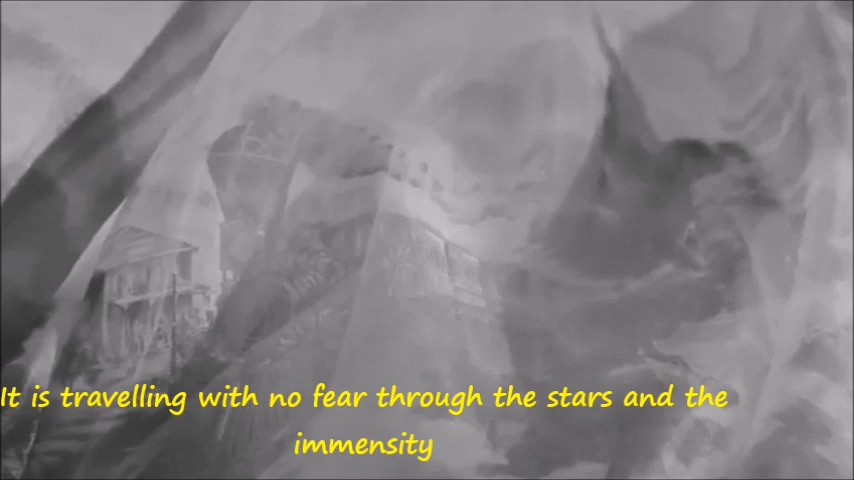 It is travelling with no fear through the stars and the
immensity